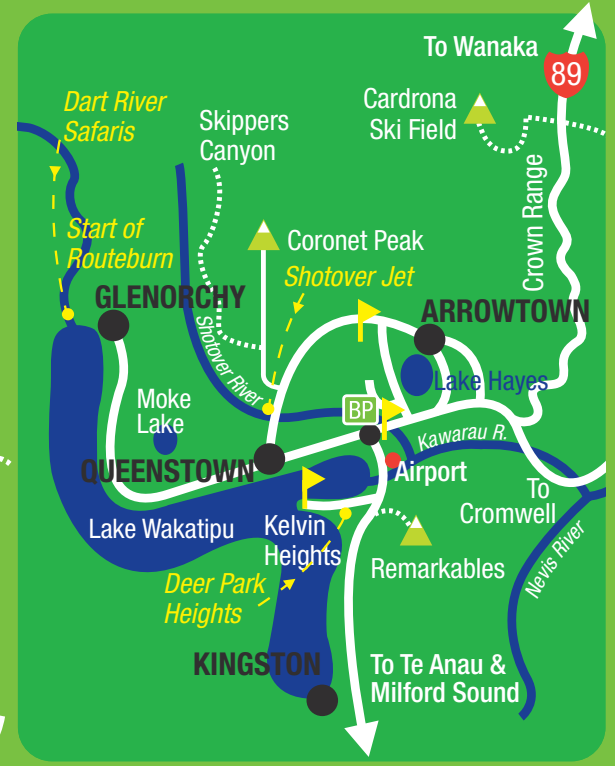 To Wanaka
89
Dart River
Safaris
Cardrona
Ski Field
Skippers
Canyon
Crown Range
Start of
Routeburn
Coronet Peak
Shotover Jet
GLENORCHY
ARROWTOWN
Shotover River
Lake Hayes
Moke
Lake
BP
Kawarau R.
QUEENSTOWN
Airport
To
Cromwell
Lake Wakatipu
Kelvin
Heights
Remarkables
Nevis River
Deer Park
Heights
KINGSTON
To Te Anau &
Milford Sound